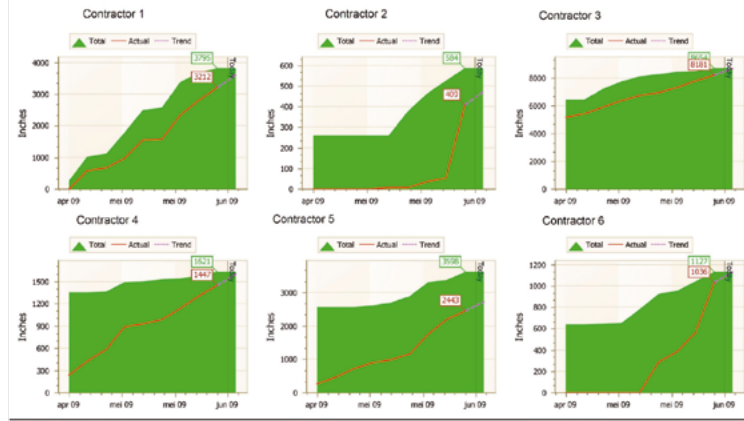 Contractor 1
Total Actual Trend
3795
3212
Today
4000
3000
2000
1000
0
Inches
apr 09 mei 09 mei 09 jun 09
Contractor 2
Total Actual Trend
584
Today
600
500
400
300
200
100
0
Inches
apr 09 mei 09 mei 09 jun 09
Contractor 3
Total Actual Trend
8181
Today
8000
6000
4000
2000
0
Inches
apr 09 mei 09 mei 09 jun 09
Contractor 4
Total Actual Trend
1621
1447
Today
1500
1200
900
600
300
0
Inches
apr 09 mei 09 mei 09 jun 09
Contractor 5
Total Actual Trend
3598
2443
Today
3000
2000
1000
0
Inches
apr 09 mei 09 mei 09 jun 09
Contractor 6
Total Actual Trend
1127
1036
Today
1200
1000
800
600
400
200
0
Inches
apr 09 mei 09 mei 09 jun 09